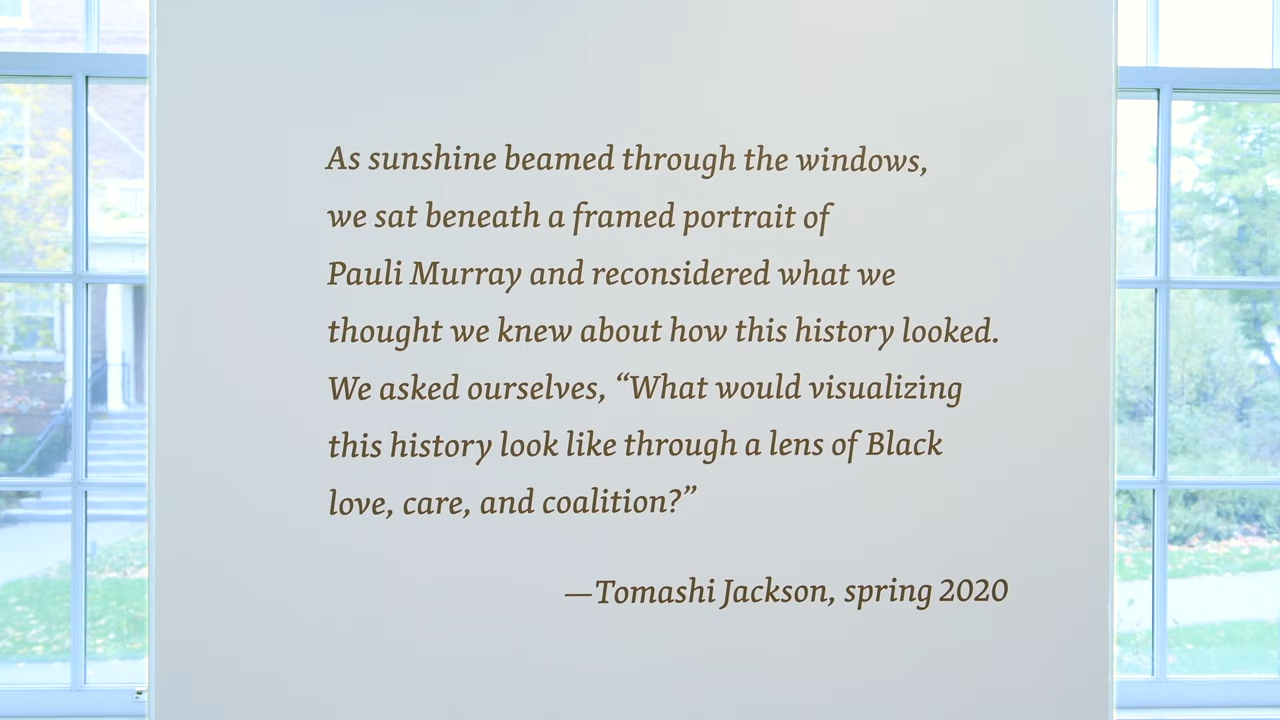 As sunshine beamed through the windows,
we sat beneath a framed portrait of
Pauli Murray and reconsidered what we
thought we knew about how this history looked.
We asked ourselves, “What would visualizing
this history look like through a lens of Black
love, care, and coalition?”
—Tomashi Jackson, spring 2020